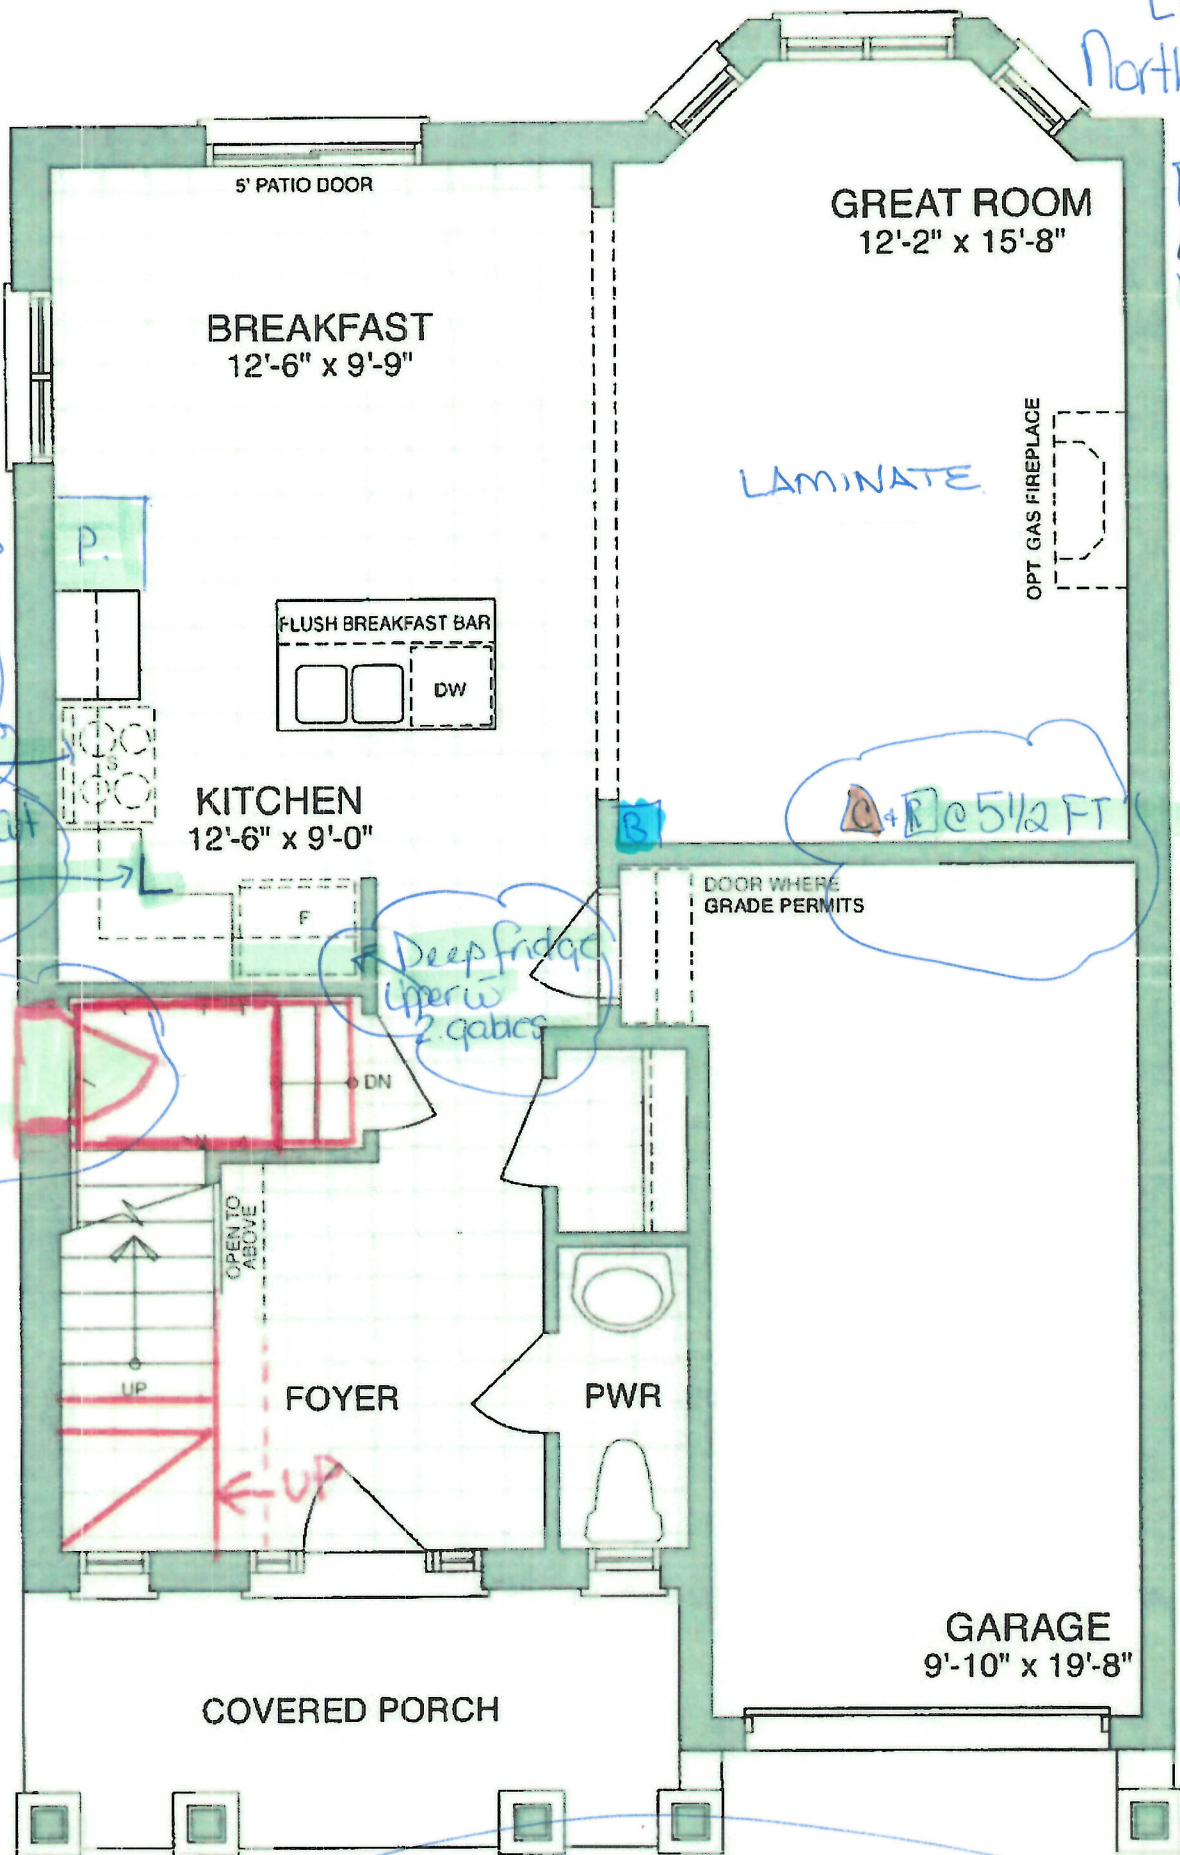 North
5' PATIO DOOR
GREAT ROOM
12'-2" x 15'-8"
BREAKFAST
12'-6" x 9'-9"
OPT GAS FIREPLACE
LAMINATE
P.
FLUSH BREAKFAST BAR
DW
S
KITCHEN
12'-6" x 9'-0"
B
C + R @ 5 1/2 FT
F
DOOR WHERE
GRADE PERMITS
Deep fridge
Upper w
2 gables
DN
OPEN TO
ABOVE
UP
FOYER
PWR
UP
GARAGE
9'-10" x 19'-8"
COVERED PORCH